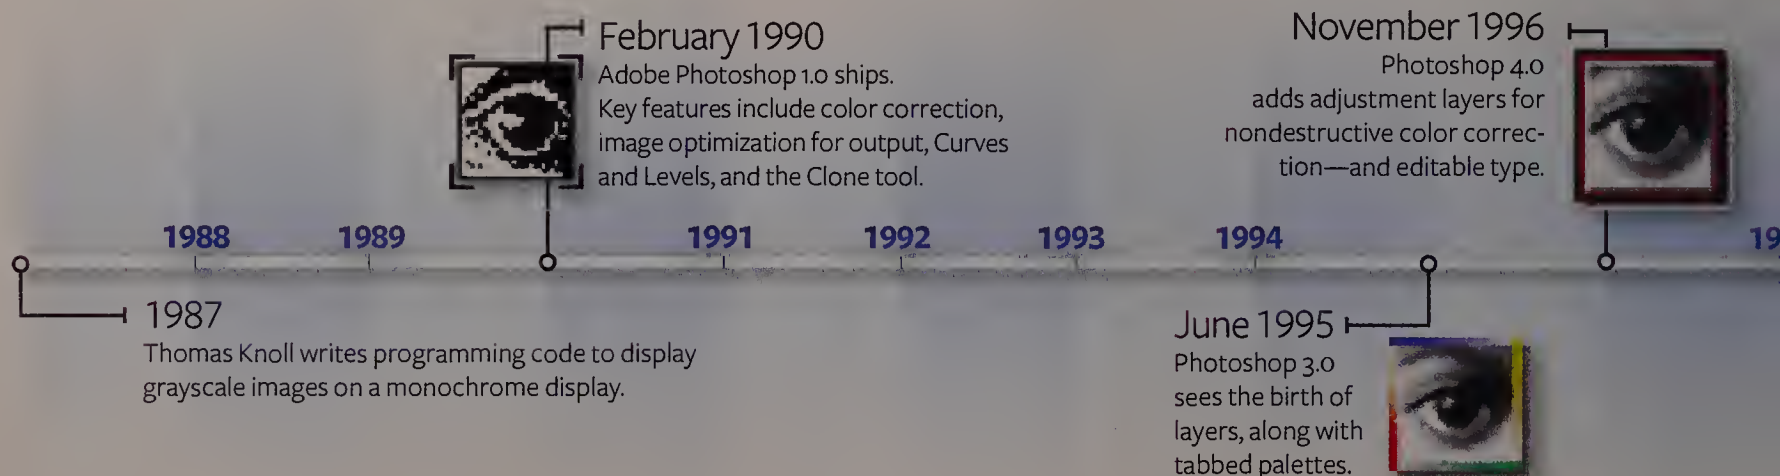 February 1990
Adobe Photoshop 1.0 ships.
Key features include color correction,
image optimization for output, Curves
and Levels, and the Clone tool.
November 1996
Photoshop 4.0
adds adjustment layers for
nondestructive color correc-
tion—and editable type.
1988 1989 1991 1992 1993 1994 19
1987
Thomas Knoll writes programming code to display
grayscale images on a monochrome display.
June 1995
Photoshop 3.0
sees the birth of
layers, along with
tabbed palettes.